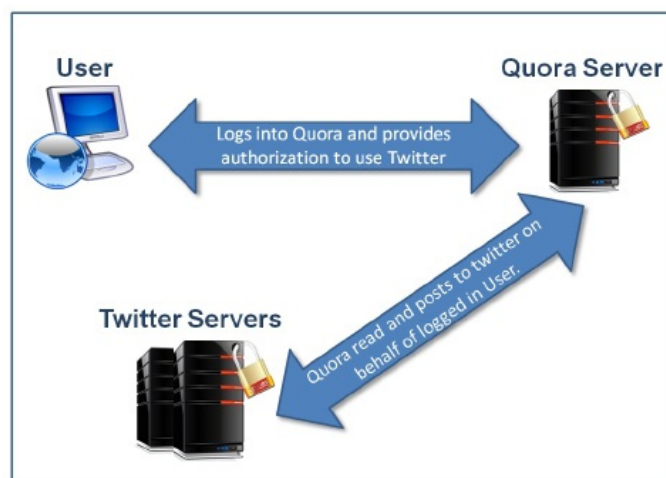 User
Quora Server
Logs into Quora and provides
authorization to use Twitter
Quora read and posts to twitter on
behalf of logged in User.
Twitter Servers